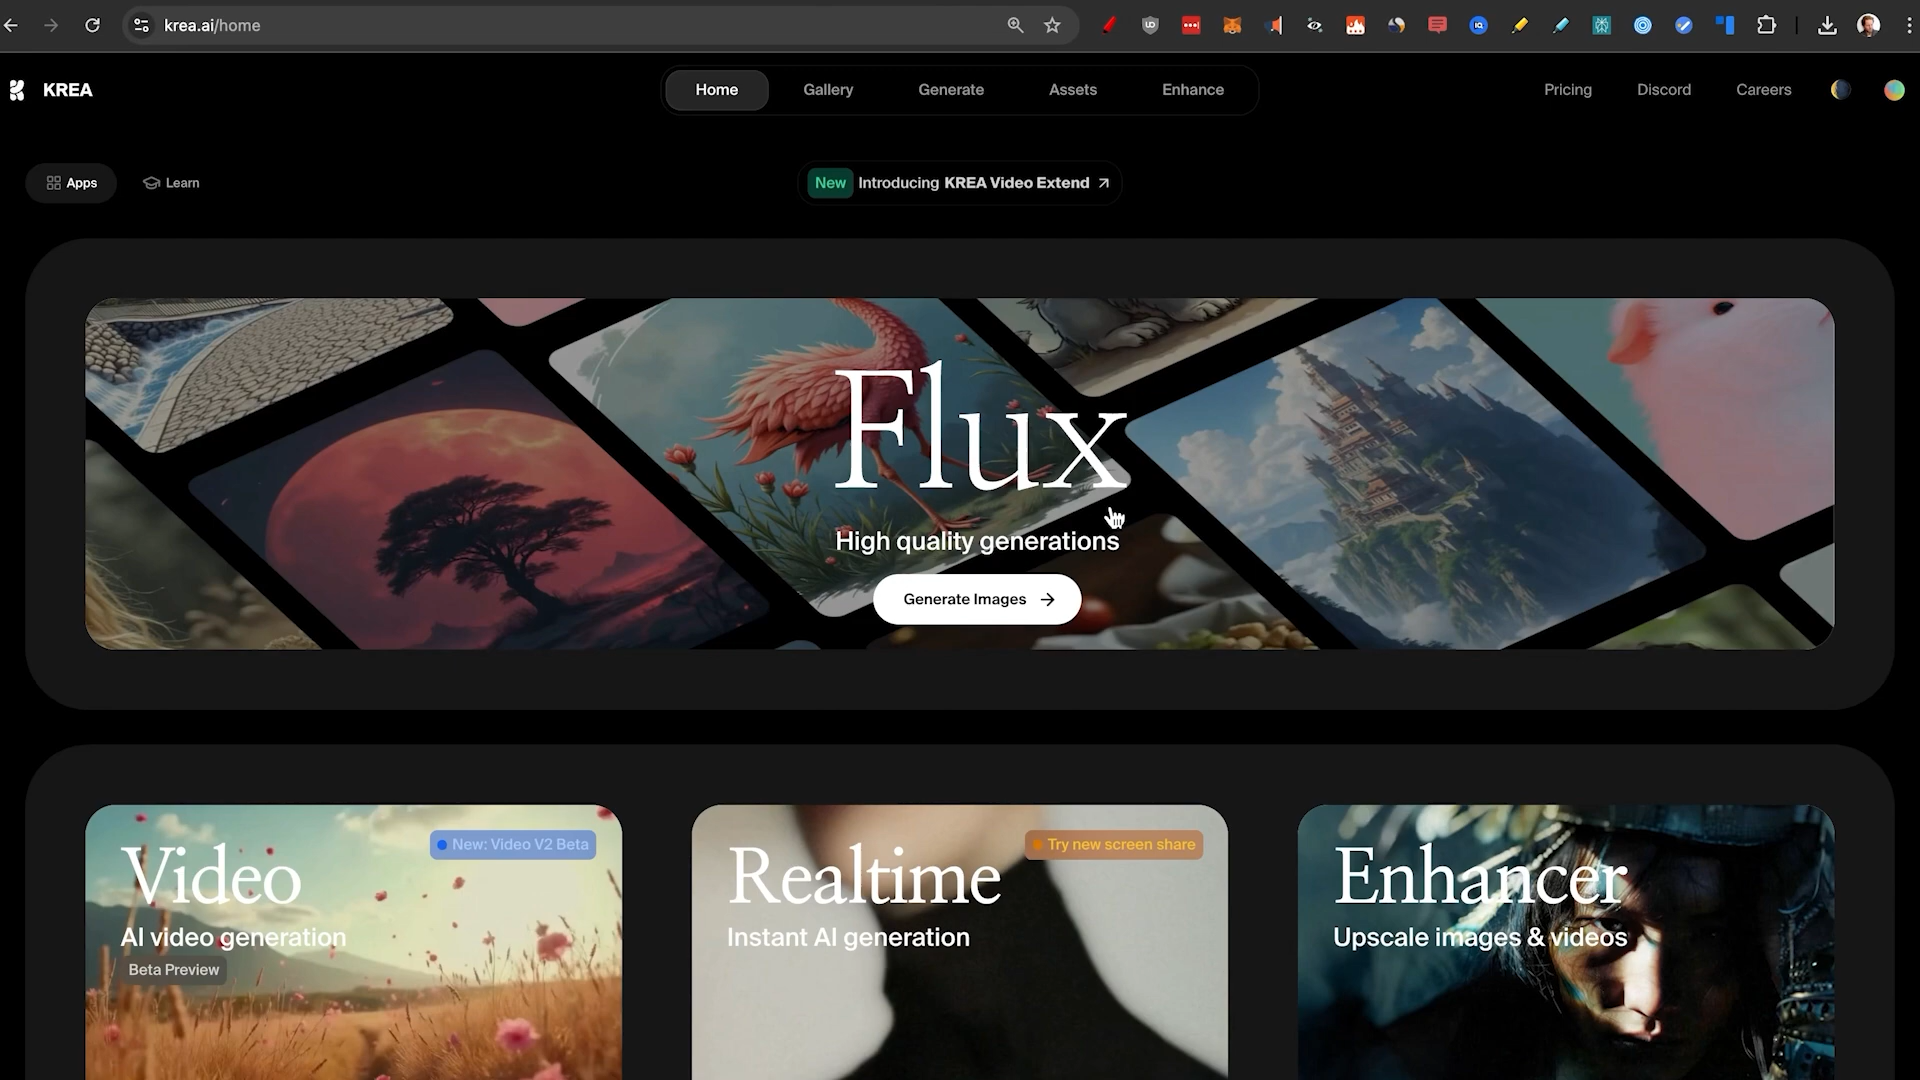 krea.ai/home
KREA
Home Gallery Generate Assets Enhance
Pricing Discord Careers
Apps Learn
New Introducing KREA Video Extend
Flux
High quality generations
Generate Images
Video
New: Video V2 Beta
AI video generation
Beta Preview
Realtime
Try new screen share
Instant AI generation
Enhancer
Upscale images & videos